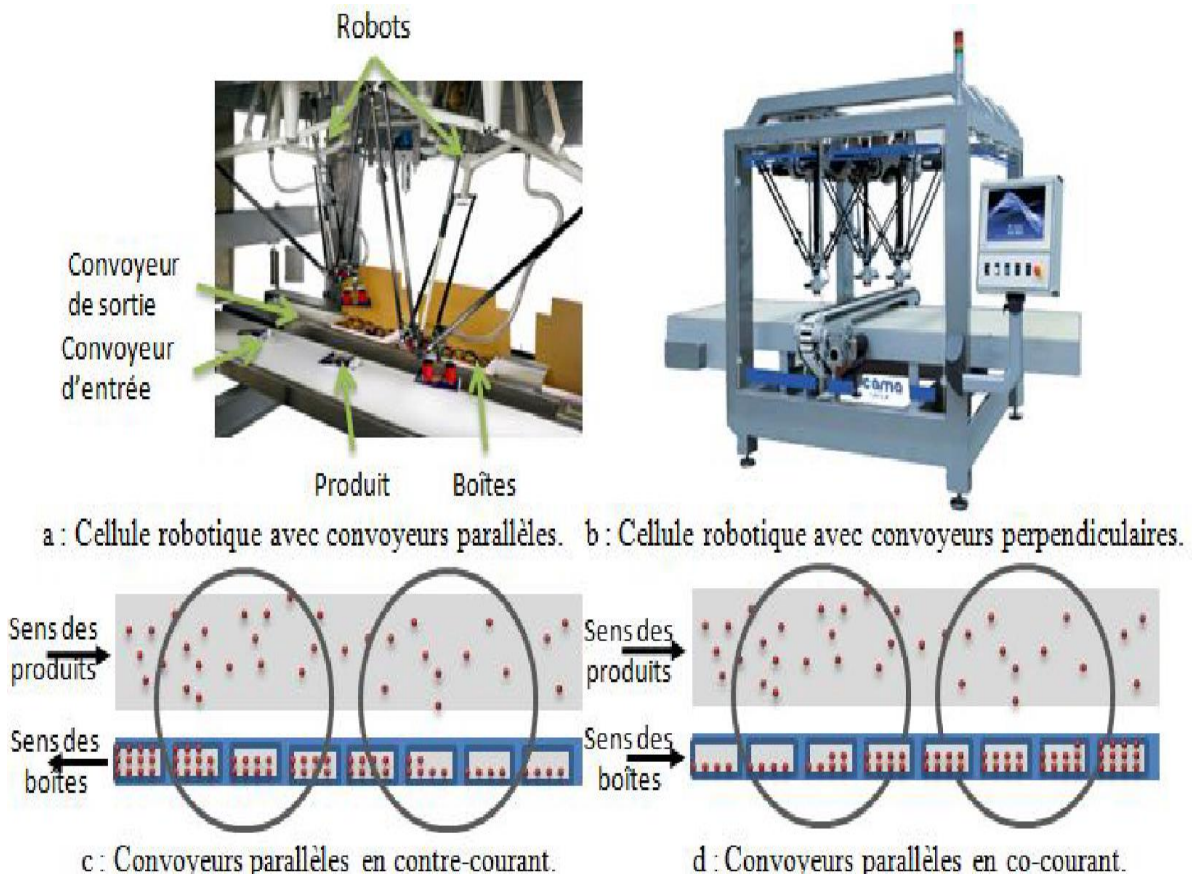 Robots
Convoyeur
de sortie
Convoyeur
d'entrée
Produit
Boîtes
cama
a : Cellule robotique avec convoyeurs parallèles.
b : Cellule robotique avec convoyeurs perpendiculaires.
Sens des
produits
Sens des
boîtes
Sens des
produits
Sens des
boîtes
c : Convoyeurs parallèles en contre-courant.
d : Convoyeurs parallèles en co-courant.